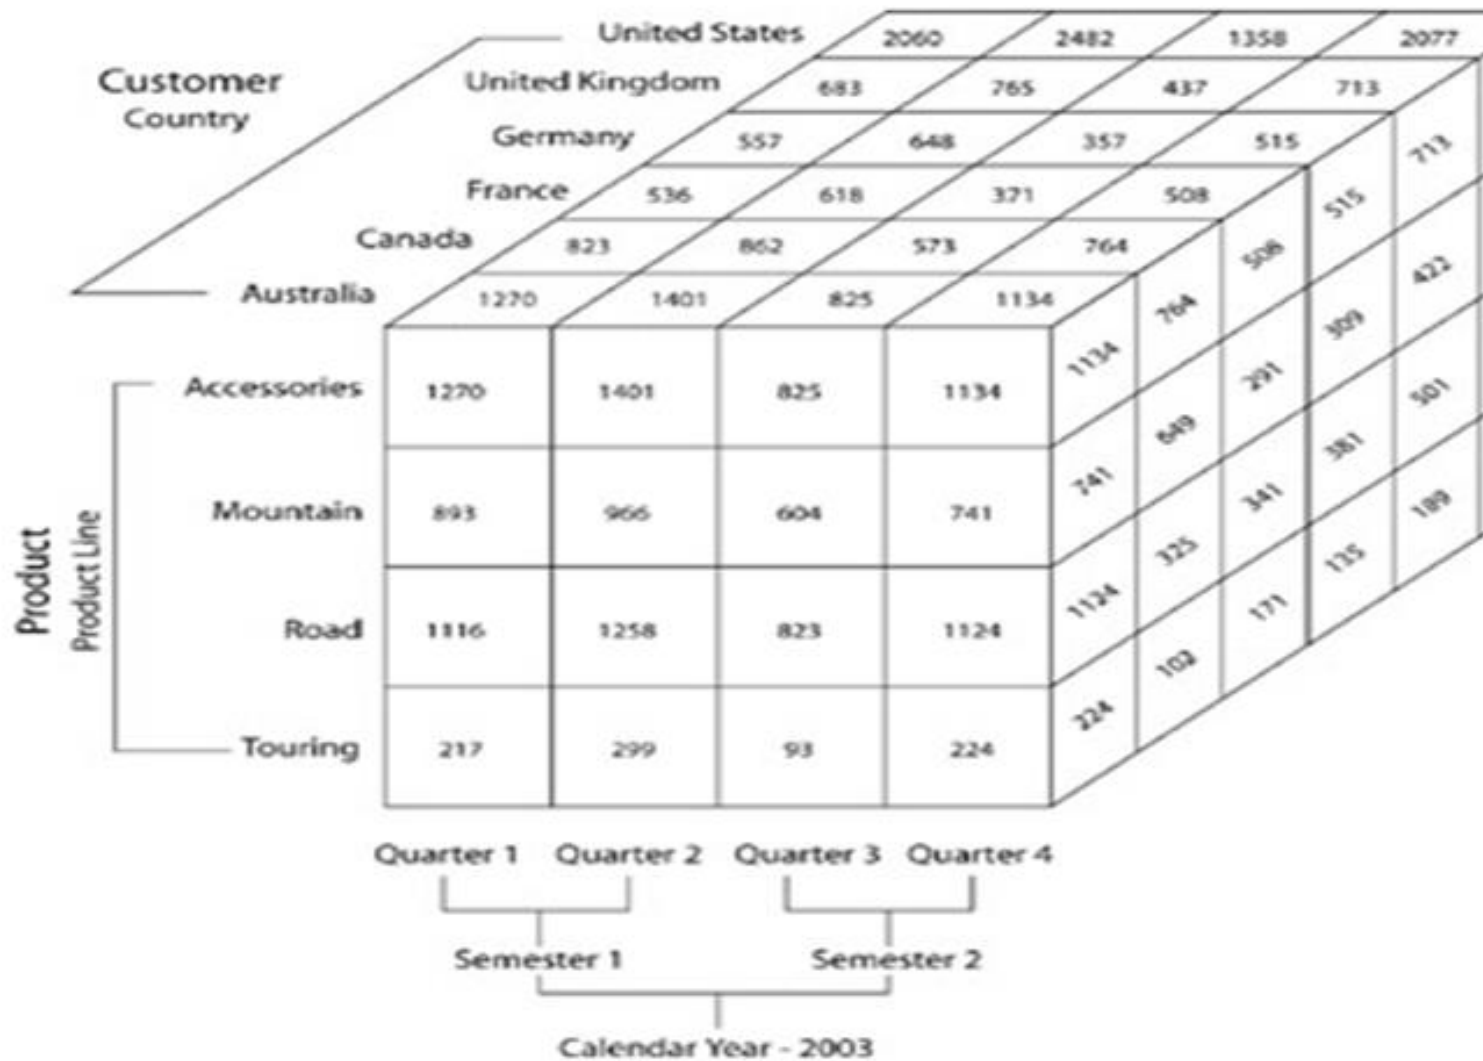 United States 2060 2482 1358 2077
Customer
Country
United Kingdom 683 765 437 713
Germany 557 648 357 515
France 536 618 371 508
Canada 823 862 573 764
Australia 1270 1401 825 1134
1134 764 508 515 713
Accessories 1270 1401 825 1134
741 649 291 309 422
Mountain 893 966 604 741
1124 325 341 381 501
Product
Product Line
Road 1116 1258 823 1124
224 102 171 135 189
Touring 217 299 93 224
Quarter 1 Quarter 2 Quarter 3 Quarter 4
Semester 1 Semester 2
Calendar Year - 2003